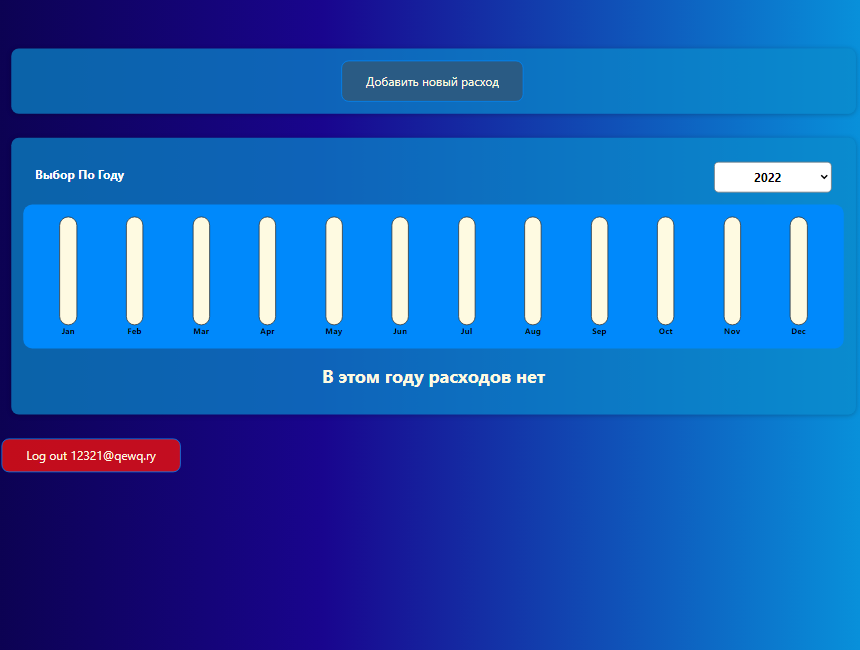 Добавить новый расход
Выбор По Году
2022
Jan Feb Mar Apr May Jun Jul Aug Sep Oct Nov Dec
В этом году расходов нет
Log out 12321@qewq.ry